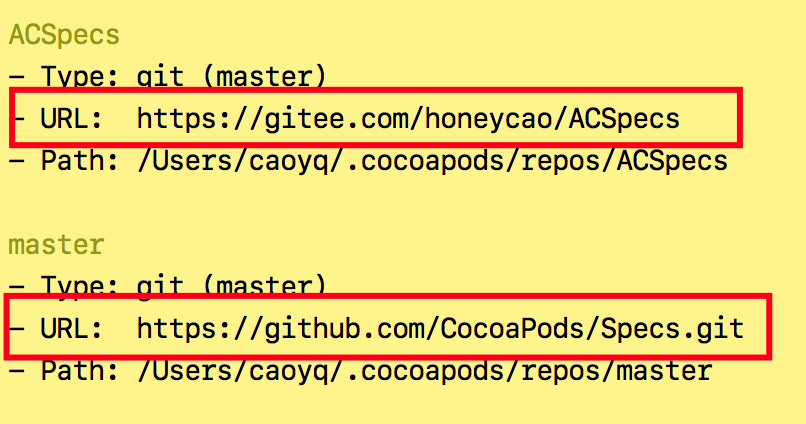 ACSpecs
- Type: git (master)
- URL: https://gitee.com/honeycao/ACSpecs
- Path: /Users/caoyq/.cocoapods/repos/ACSpecs
master
- Type: git (master)
- URL: https://github.com/CocoaPods/Specs.git
- Path: /Users/caoyq/.cocoapods/repos/master